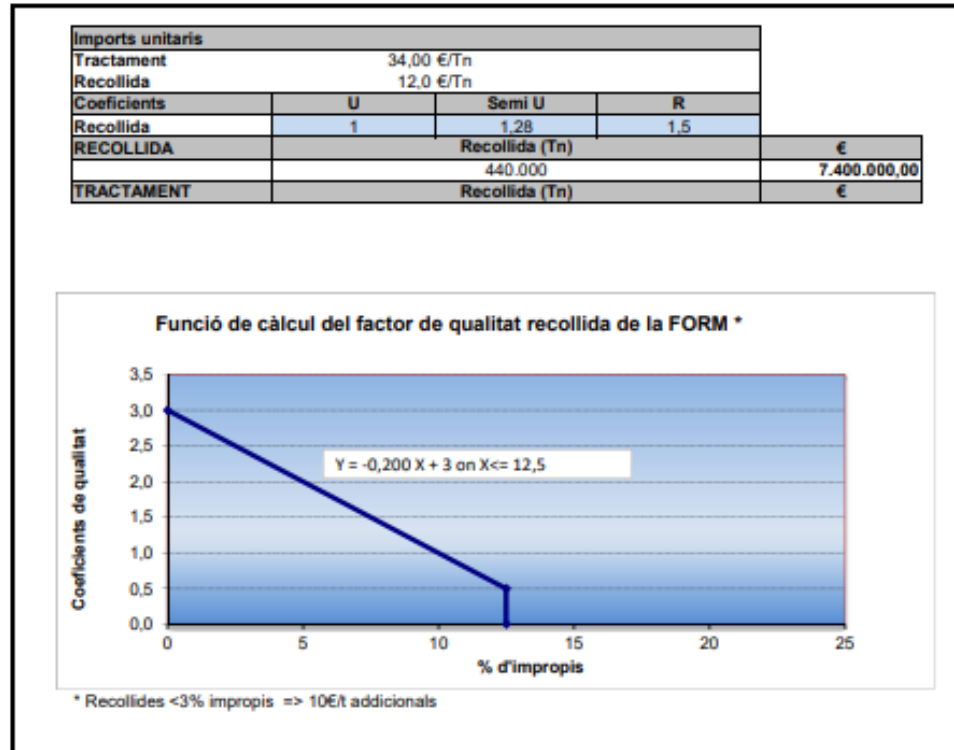 Imports unitaris
Tractament 34,00 €/Tn
Recollida 12,0 €/Tn
Coeficients U Semi U R
Recollida 1 1,28 1,5
RECOLLIDA Recollida (Tn) €
440.000 7.400.000,00
TRACTAMENT Recollida (Tn) €
Funció de càlcul del factor de qualitat recollida de la FORM *
Coeficients de qualitat
3,5
3,0
2,5
2,0
1,5
1,0
0,5
0,0
Y = -0,200 X + 3 on X<= 12,5
0 5 10 15 20 25
% d'impropis
* Recollides <3% impropis => 10€/t addicionals